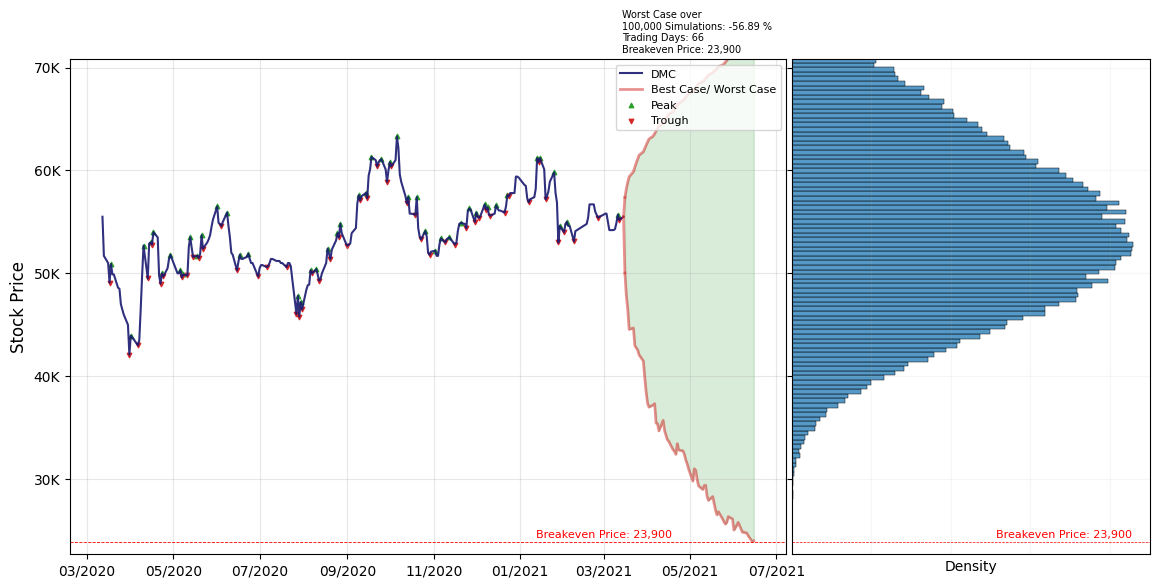 Worst Case over
100,000 Simulations: -56.89 %
Trading Days: 66
Breakeven Price: 23,900
DMC
Best Case/ Worst Case
Peak
Trough
Stock Price
70K
60K
50K
40K
30K
Breakeven Price: 23,900
Breakeven Price: 23,900
03/2020 05/2020 07/2020 09/2020 11/2020 01/2021 03/2021 05/2021 07/2021
Density